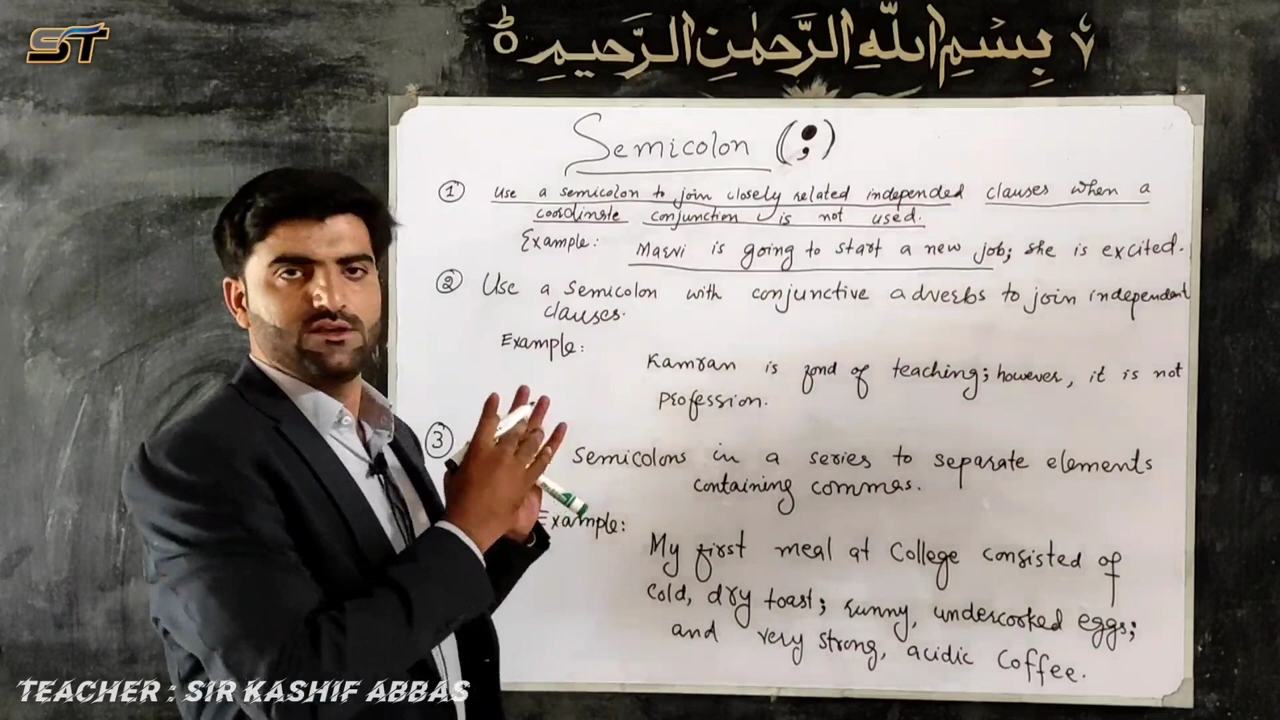 ST
بِسْمِ اللهِ الرَّحْمٰنِ الرَّحِيمِ
Semicolon (;)
① Use a semicolon to join closely related independed clauses when a
coordinate conjunction is not used.
Example: Maswi is going to start a new job; she is excited.
② Use a semicolon with conjunctive adverbs to join independent
clauses.
Example:
Kamran is fond of teaching; however, it is not
profession.
③ Semicolons in a series to separate elements
containing commas.
Example:
My first meal at College consisted of
cold, dry toast; runny, undercooked eggs;
and very strong, acidic Coffee.
TEACHER : SIR KASHIF ABBAS